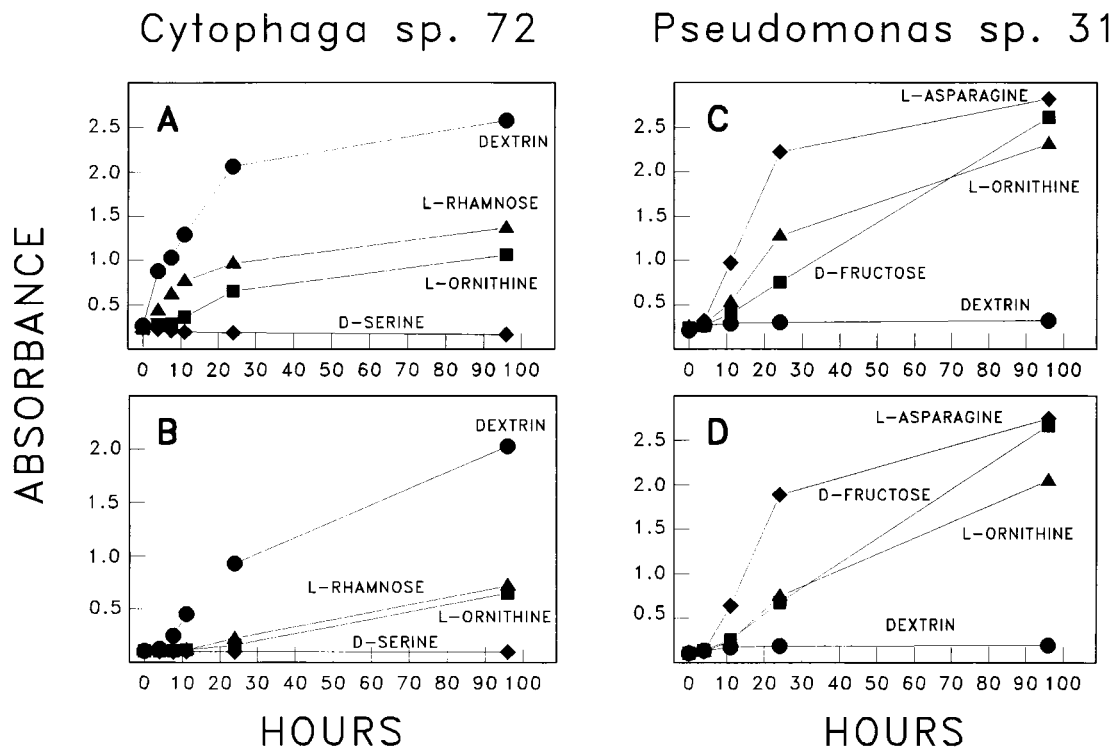 Cytophaga sp. 72
Pseudomonas sp. 31
ABSORBANCE
A
2.5
2.0
1.5
1.0
0.5
DEXTRIN
L-RHAMNOSE
L-ORNITHINE
D-SERINE
0 10 20 30 40 50 60 70 80 90 100
C
2.5
2.0
1.5
1.0
0.5
L-ASPARAGINE
L-ORNITHINE
D-FRUCTOSE
DEXTRIN
0 10 20 30 40 50 60 70 80 90 100
B
2.0
1.5
1.0
0.5
DEXTRIN
L-RHAMNOSE
L-ORNITHINE
D-SERINE
0 10 20 30 40 50 60 70 80 90 100
HOURS
D
2.5
2.0
1.5
1.0
0.5
L-ASPARAGINE
D-FRUCTOSE
L-ORNITHINE
DEXTRIN
0 10 20 30 40 50 60 70 80 90 100
HOURS